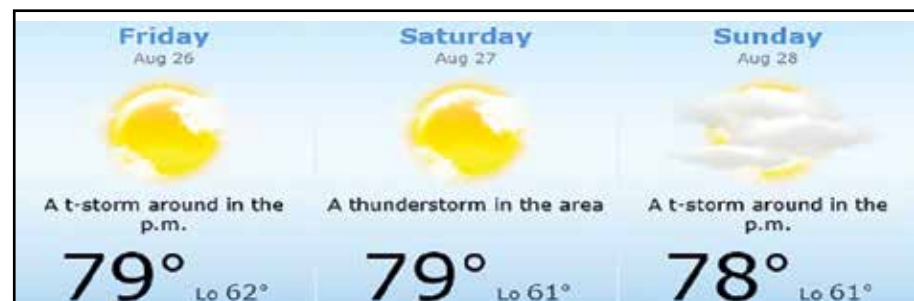 Friday
Aug 26
A t-storm around in the
p.m.
79° Lo 62°
Saturday
Aug 27
A thunderstorm in the area
79° Lo 61°
Sunday
Aug 28
A t-storm around in the
p.m.
78° Lo 61°